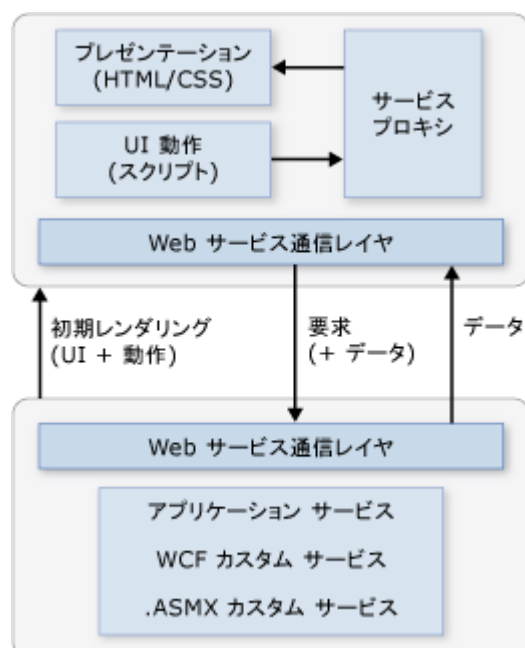 プレゼンテーション
(HTML/CSS)
サービス
プロキシ
UI 動作
(スクリプト)
Web サービス通信レイヤ
初期レンダリング
(UI + 動作)
要求
(+ データ)
データ
Web サービス通信レイヤ
アプリケーション サービス
WCF カスタム サービス
.ASMX カスタム サービス